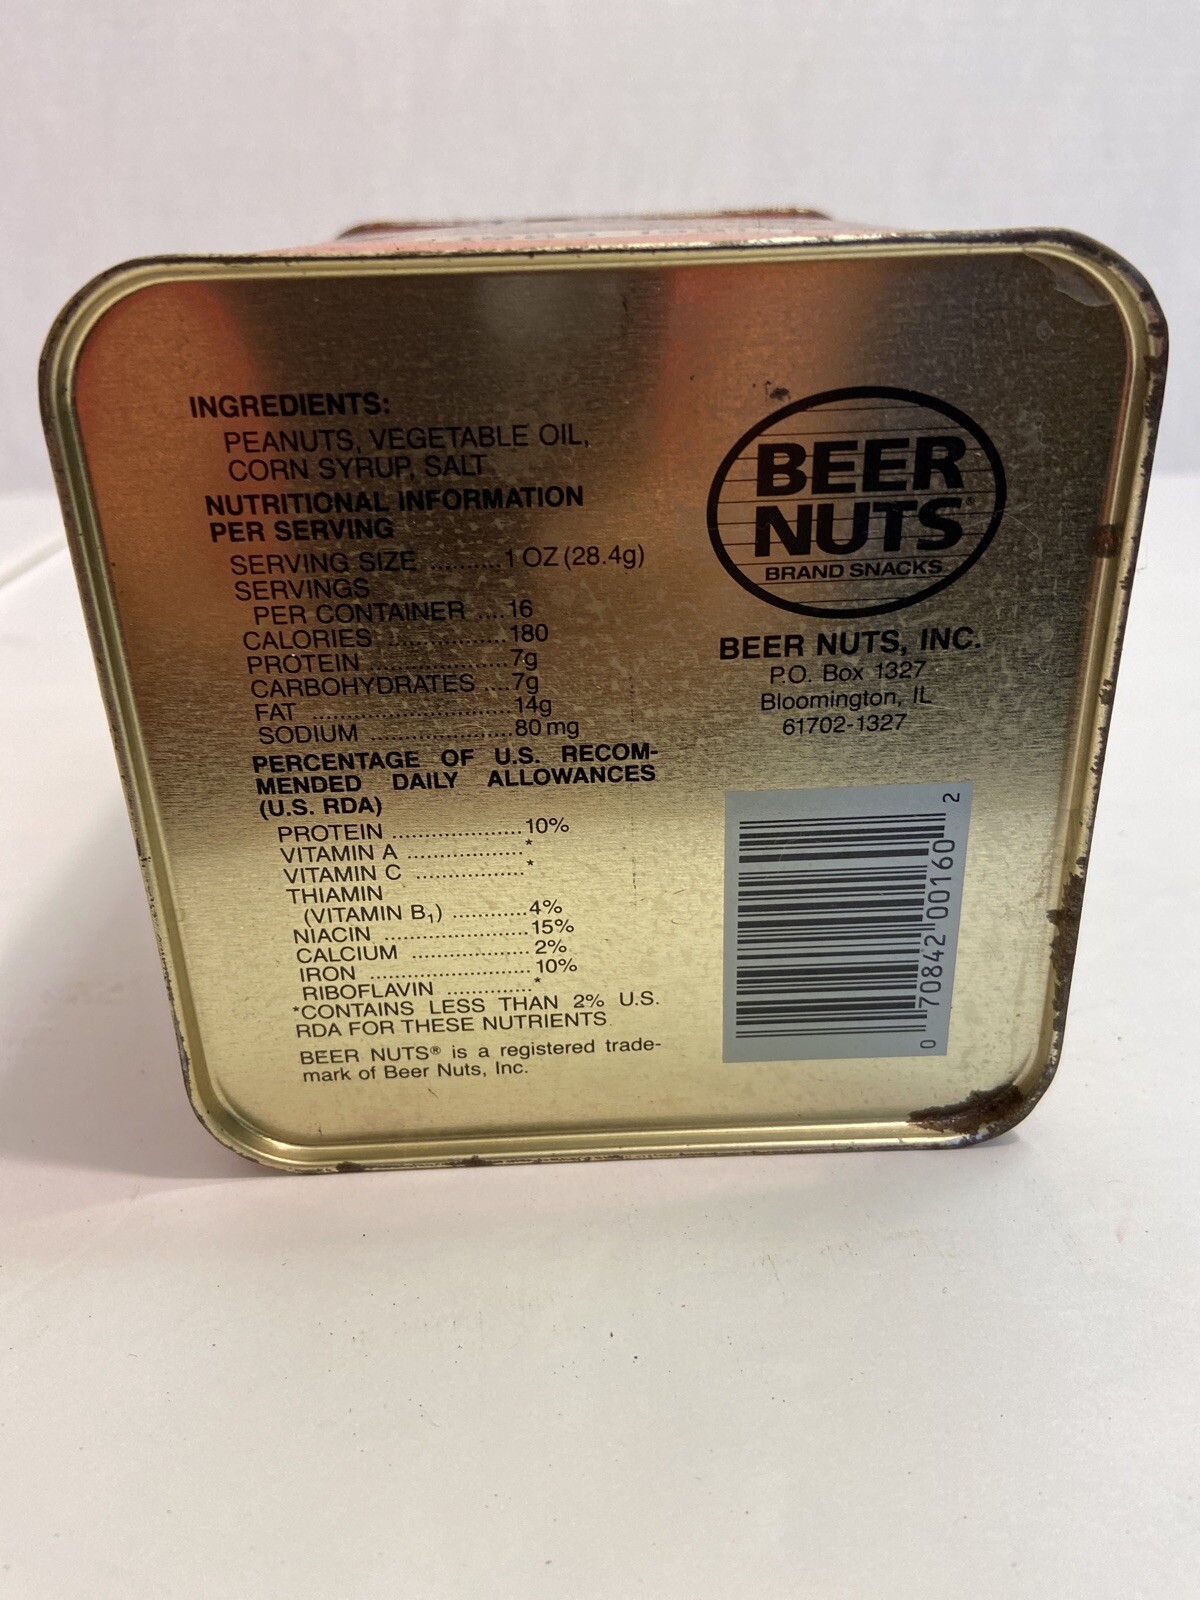 INGREDIENTS:
PEANUTS, VEGETABLE OIL,
CORN SYRUP, SALT
NUTRITIONAL INFORMATION
PER SERVING
SERVING SIZE ..........1 OZ (28.4g)
SERVINGS
PER CONTAINER ....16
CALORIES .................180
PROTEIN ....................7g
CARBOHYDRATES ....7g
FAT ............................14g
SODIUM ....................80 mg
PERCENTAGE OF U.S. RECOM-
MENDED DAILY ALLOWANCES
(U.S. RDA)
PROTEIN ....................10%
VITAMIN A .................*
VITAMIN C ................*
THIAMIN
(VITAMIN B₁) ...........4%
NIACIN ......................15%
CALCIUM ..................2%
IRON .........................10%
RIBOFLAVIN .............*
*CONTAINS LESS THAN 2% U.S.
RDA FOR THESE NUTRIENTS
BEER NUTS® is a registered trade-
mark of Beer Nuts, Inc.
BEER
NUTS®
BRAND SNACKS
BEER NUTS, INC.
P.O. Box 1327
Bloomington, IL
61702-1327
0 70842 00160 2